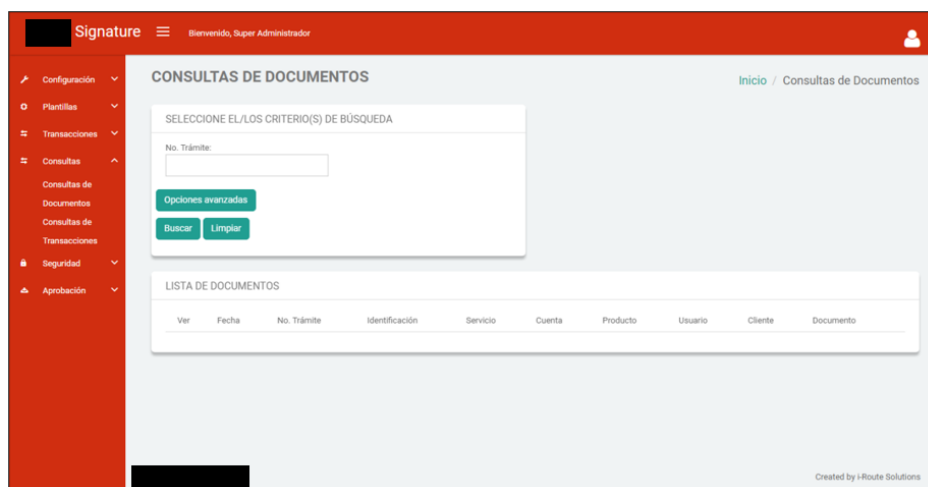 Signature
Bienvenido, Super Administrador
Configuración
Plantillas
Transacciones
Consultas
Consultas de
Documentos
Consultas de
Transacciones
Seguridad
Aprobación
CONSULTAS DE DOCUMENTOS
Inicio / Consultas de Documentos
SELECCIONE EL/LOS CRITERIO(S) DE BÚSQUEDA
No. Trámite:
Opciones avanzadas
Buscar Limpiar
LISTA DE DOCUMENTOS
Ver Fecha No. Trámite Identificación Servicio Cuenta Producto Usuario Cliente Documento
Created by i-Route Solutions